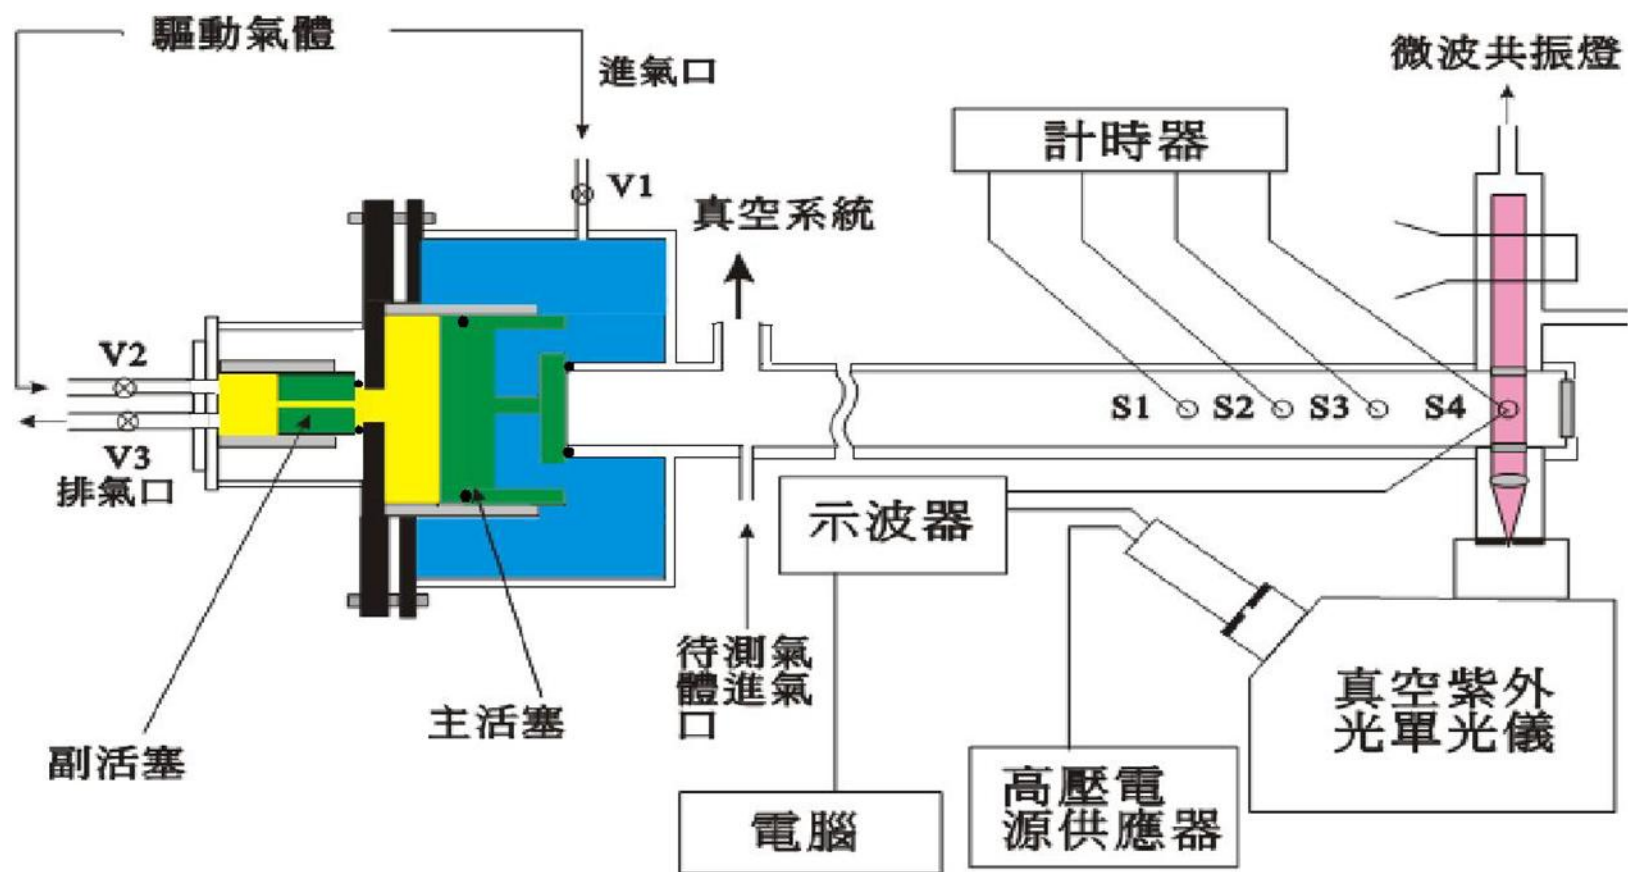 驅動氣體
進氣口
微波共振燈
計時器
V1
真空系統
V2
V3
排氣口
S1
S2
S3
S4
示波器
待測氣
體進氣
口
主活塞
副活塞
真空紫外
光單光儀
高壓電
源供應器
電腦